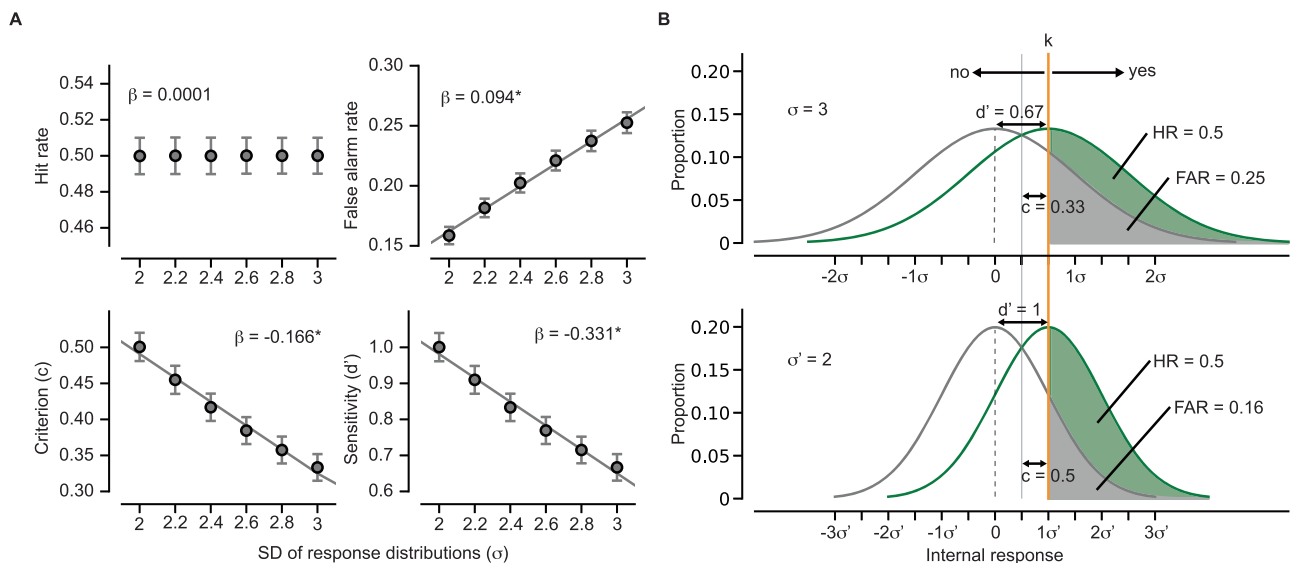 A
Hit rate
0.54
0.52
0.50
0.48
0.46
β = 0.0001
2 2.2 2.4 2.6 2.8 3
False alarm rate
0.30
0.25
0.20
0.15
β = 0.094*
2 2.2 2.4 2.6 2.8 3
Criterion (c)
0.50
0.45
0.40
0.35
0.30
β = -0.166*
2 2.2 2.4 2.6 2.8 3
Sensitivity (d')
1.0
0.9
0.8
0.7
0.6
β = -0.331*
2 2.2 2.4 2.6 2.8 3
SD of response distributions (σ)
B
k
no
yes
Proportion
0.20
0.15
0.10
0.05
0
σ = 3
d' = 0.67
HR = 0.5
FAR = 0.25
c = 0.33
-2σ -1σ 0 1σ 2σ
Proportion
0.20
0.15
0.10
0.05
0
σ' = 2
d' = 1
HR = 0.5
FAR = 0.16
c = 0.5
-3σ' -2σ' -1σ' 0 1σ' 2σ' 3σ'
Internal response